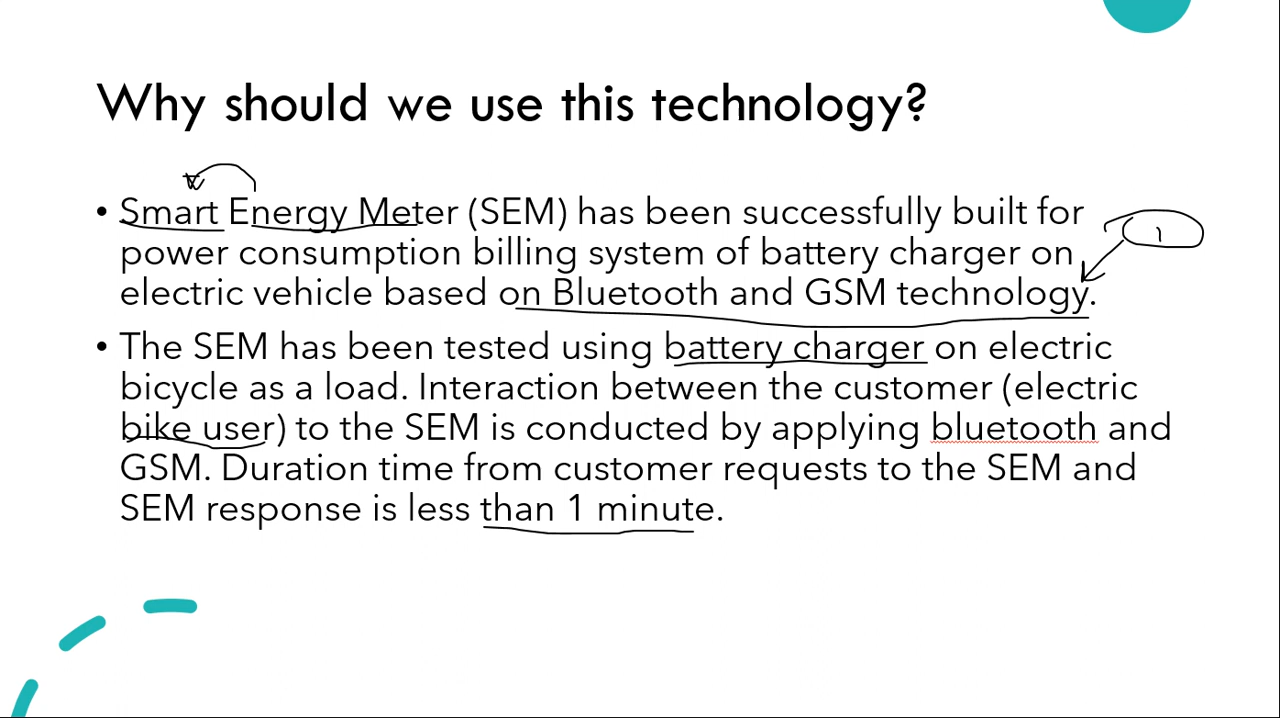 Why should we use this technology?
• Smart Energy Meter (SEM) has been successfully built for
power consumption billing system of battery charger on
electric vehicle based on Bluetooth and GSM technology.
1
• The SEM has been tested using battery charger on electric
bicycle as a load. Interaction between the customer (electric
bike user) to the SEM is conducted by applying bluetooth and
GSM. Duration time from customer requests to the SEM and
SEM response is less than 1 minute.